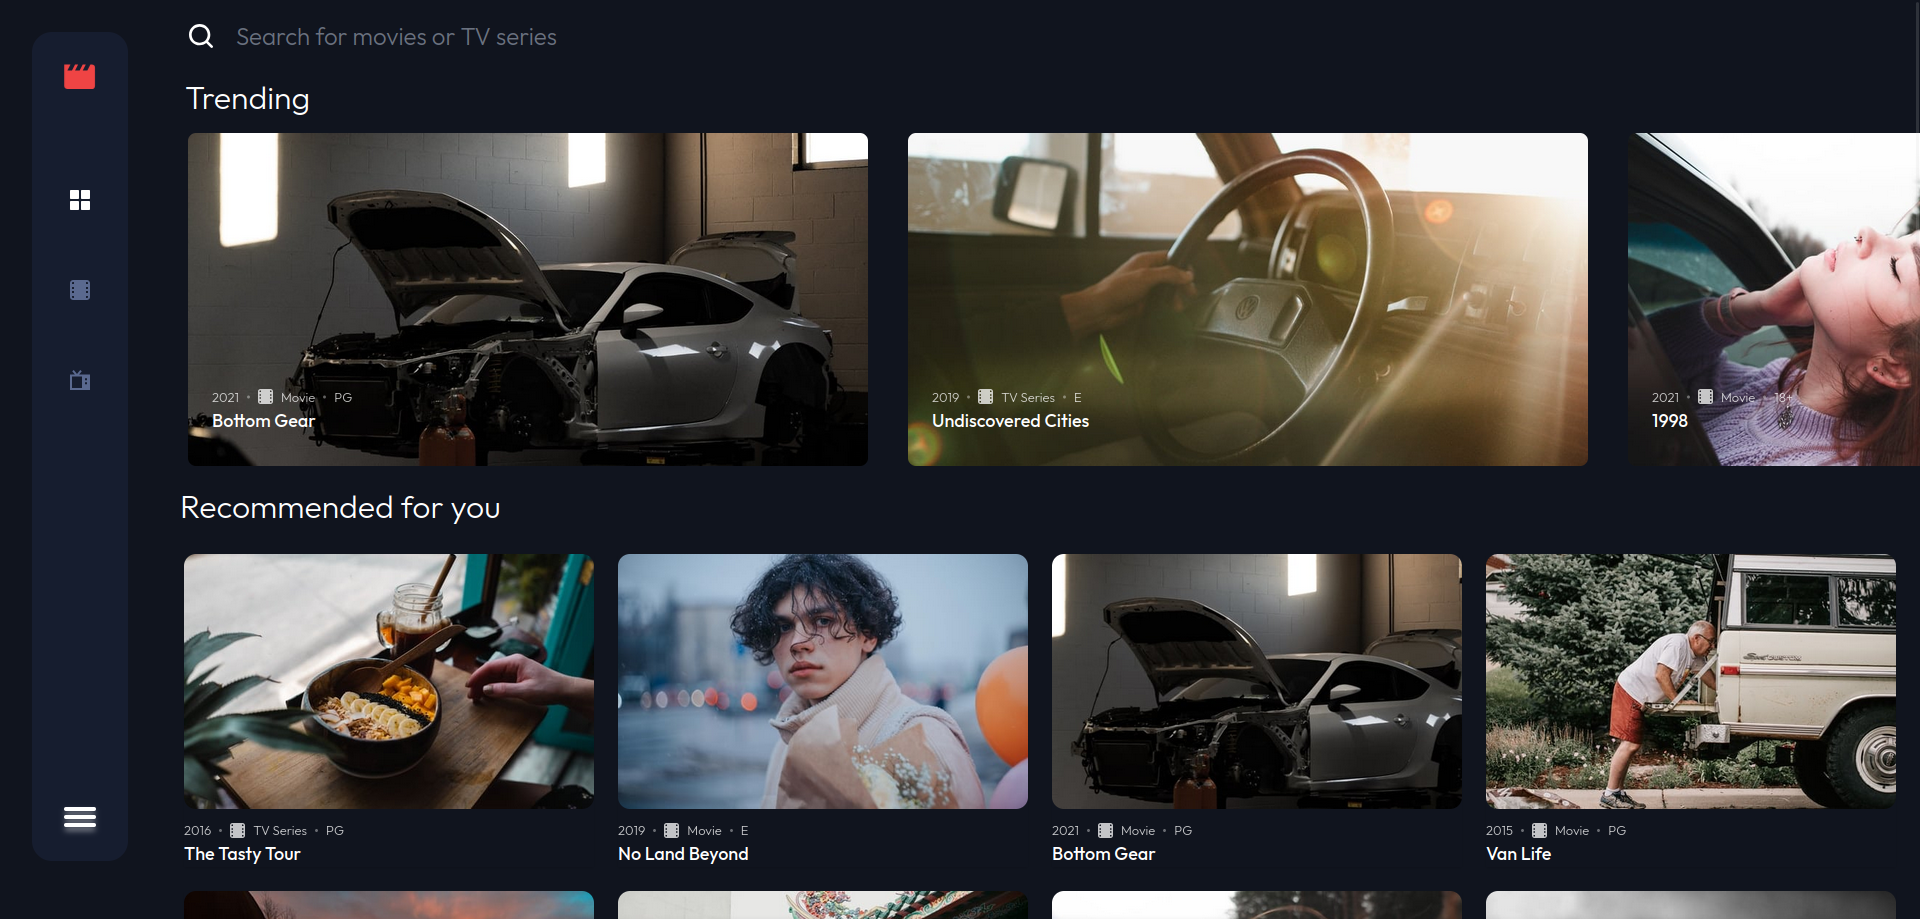 Search for movies or TV series
Trending
2021 • Movie • PG
Bottom Gear
2019 • TV Series • E
Undiscovered Cities
2021 • Movie • 18+
1998
Recommended for you
2016 • TV Series • PG
The Tasty Tour
2019 • Movie • E
No Land Beyond
2021 • Movie • PG
Bottom Gear
2015 • Movie • PG
Van Life